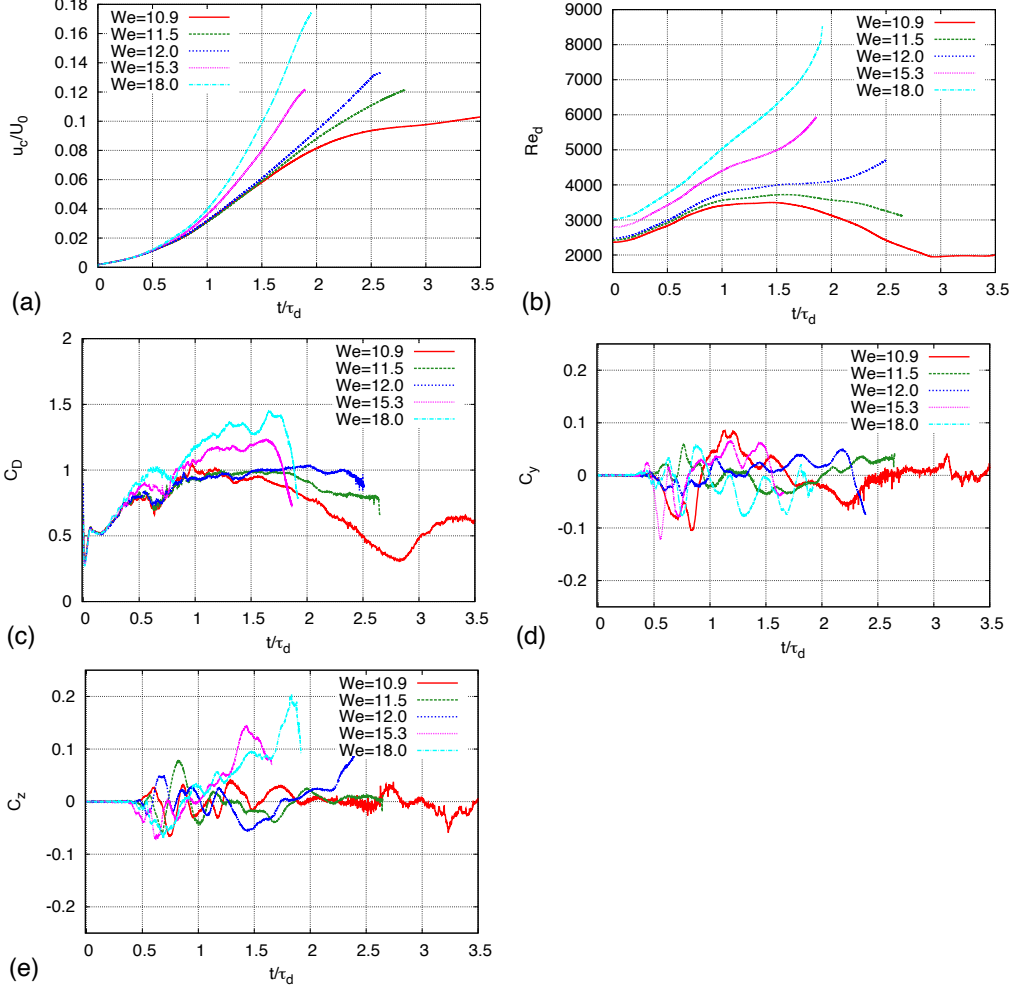 0.18
0.16
0.14
0.12
0.1
0.08
0.06
0.04
0.02
0
u_c/U_0
We=10.9
We=11.5
We=12.0
We=15.3
We=18.0
0 0.5 1 1.5 2 2.5 3 3.5
t/τ_d
(a)
9000
8000
7000
6000
5000
4000
3000
2000
Re_d
We=10.9
We=11.5
We=12.0
We=15.3
We=18.0
0 0.5 1 1.5 2 2.5 3 3.5
t/τ_d
(b)
2
1.5
1
0.5
0
C_D
We=10.9
We=11.5
We=12.0
We=15.3
We=18.0
0 0.5 1 1.5 2 2.5 3 3.5
t/τ_d
(c)
0.2
0.1
0
-0.1
-0.2
C_y
We=10.9
We=11.5
We=12.0
We=15.3
We=18.0
0 0.5 1 1.5 2 2.5 3 3.5
t/τ_d
(d)
0.2
0.1
0
-0.1
-0.2
C_z
We=10.9
We=11.5
We=12.0
We=15.3
We=18.0
0 0.5 1 1.5 2 2.5 3 3.5
t/τ_d
(e)